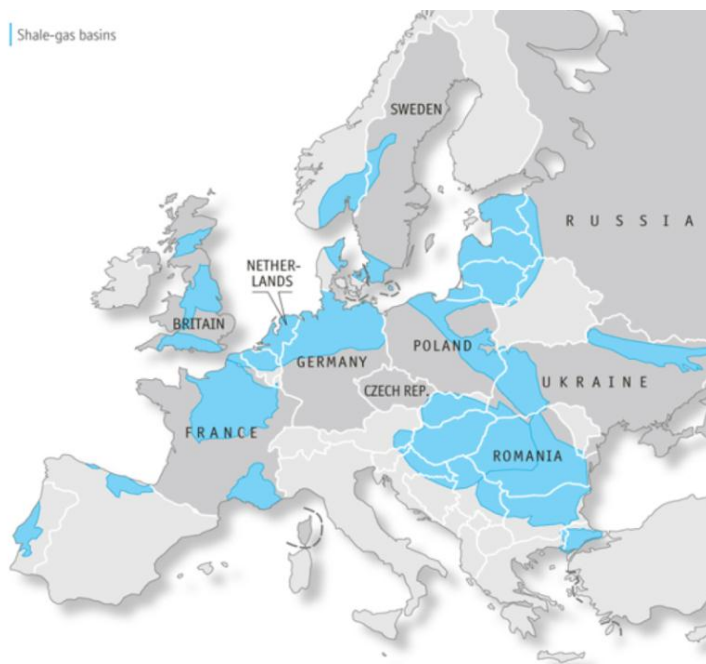 Shale-gas basins
SWEDEN
RUSSIA
NETHER-
LANDS
BRITAIN
GERMANY
POLAND
CZECH REP.
UKRAINE
FRANCE
ROMANIA